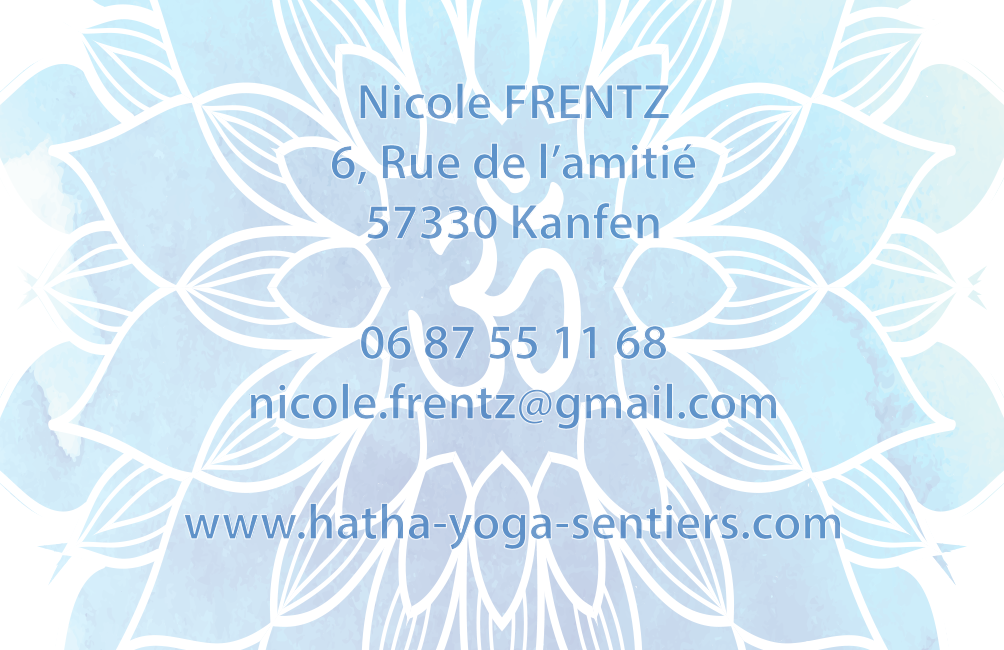 Nicole FRENTZ
6, Rue de l’amitié
57330 Kanfen
06 87 55 11 68
nicole.frentz@gmail.com
www.hatha-yoga-sentiers.com